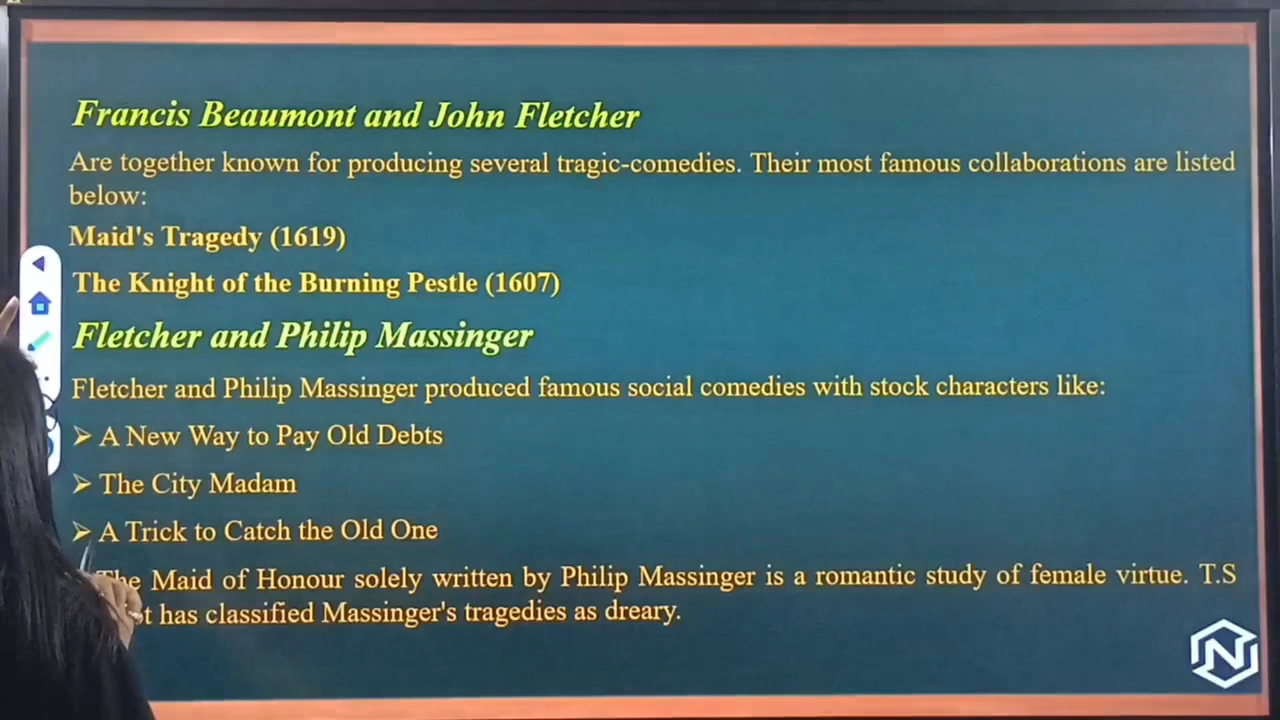 Francis Beaumont and John Fletcher
Are together known for producing several tragic-comedies. Their most famous collaborations are listed
below:
Maid's Tragedy (1619)
The Knight of the Burning Pestle (1607)
Fletcher and Philip Massinger
Fletcher and Philip Massinger produced famous social comedies with stock characters like:
➢ A New Way to Pay Old Debts
➢ The City Madam
➢ A Trick to Catch the Old One
The Maid of Honour solely written by Philip Massinger is a romantic study of female virtue. T.S
has classified Massinger's tragedies as dreary.